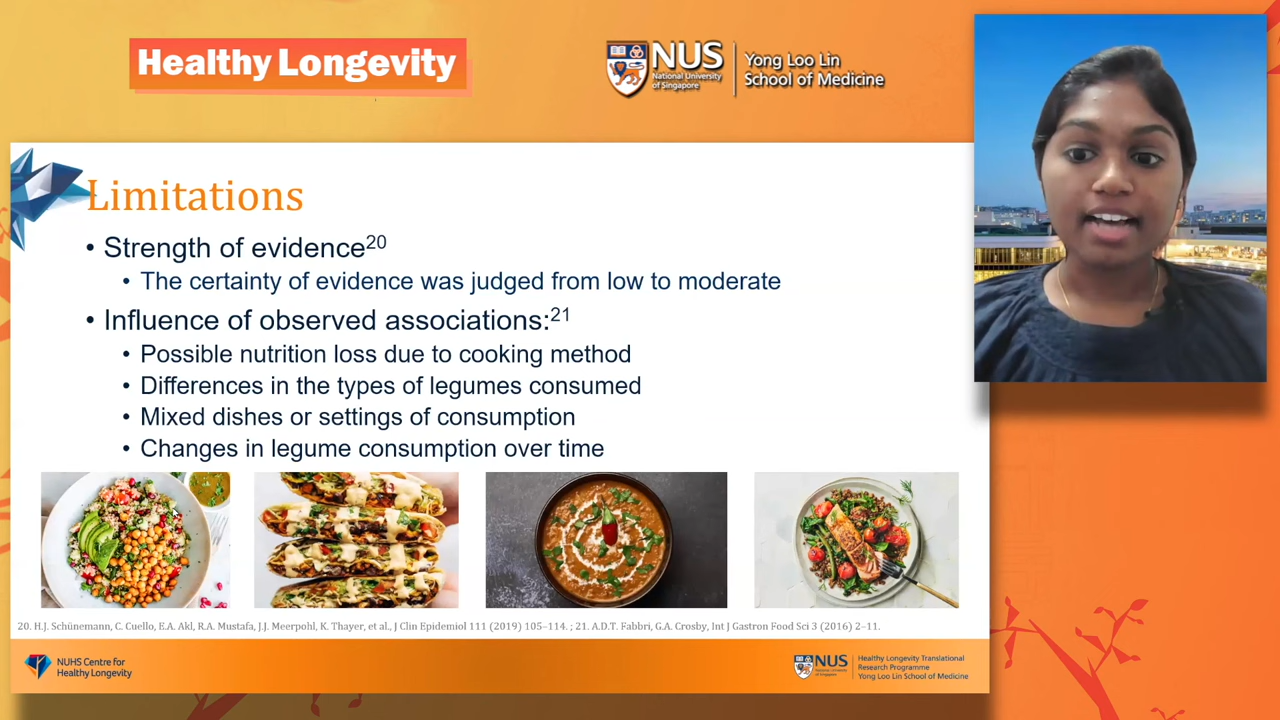 Healthy Longevity
NUS
National University
of Singapore
Yong Loo Lin
School of Medicine
Limitations
• Strength of evidence20
• The certainty of evidence was judged from low to moderate
• Influence of observed associations:21
• Possible nutrition loss due to cooking method
• Differences in the types of legumes consumed
• Mixed dishes or settings of consumption
• Changes in legume consumption over time
20. H.J. Schünemann, C. Cuello, E.A. Akl, R.A. Mustafa, J.J. Meerpohl, K. Thayer, et al., J Clin Epidemiol 111 (2019) 105–114. ; 21. A.D.T. Fabbri, G.A. Crosby, Int J Gastron Food Sci 3 (2016) 2–11.
NUHS Centre for
Healthy Longevity
NUS
National University
of Singapore
Healthy Longevity Translational
Research Programme
Yong Loo Lin School of Medicine